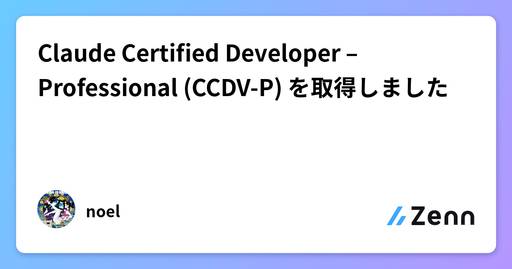 Claude Certified Developer –
Professional (CCDV-P) を取得しました
noel
Zenn